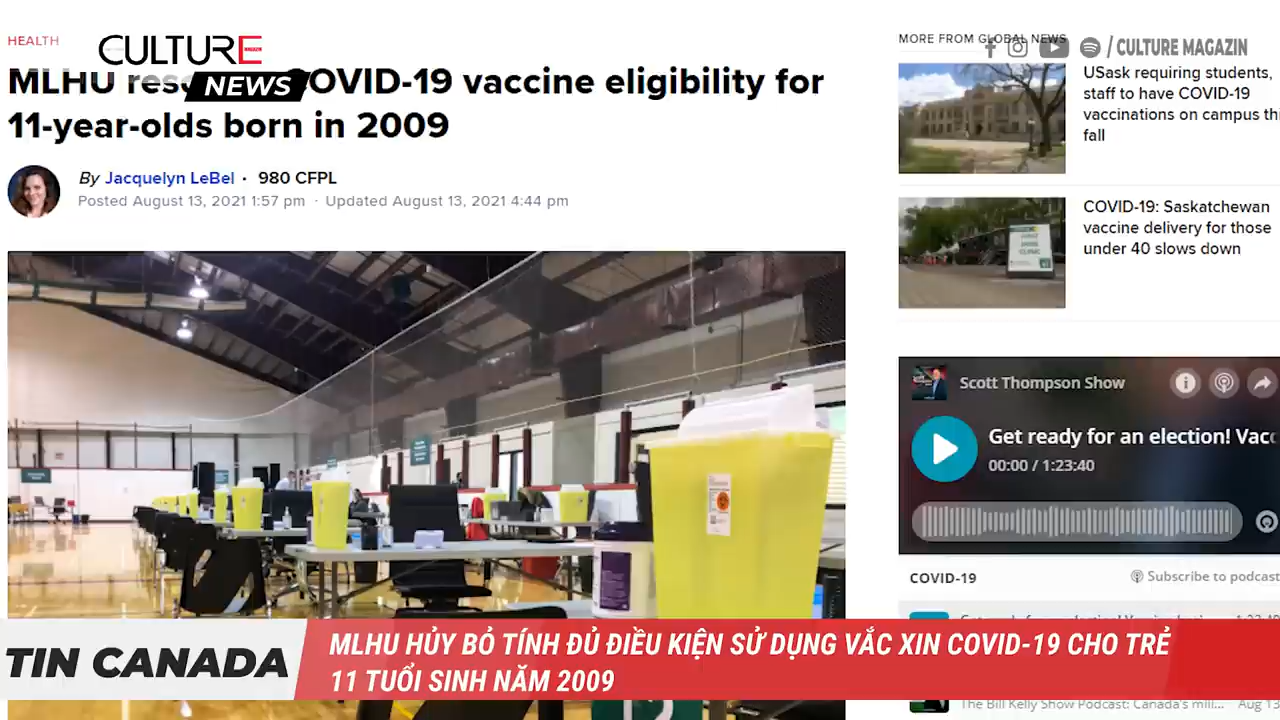 HEALTH
CULTURE
NEWS
MLHU OVID-19 vaccine eligibility for
11-year-olds born in 2009
By Jacquelyn LeBel · 980 CFPL
Posted August 13, 2021 1:57 pm · Updated August 13, 2021 4:44 pm
MORE FROM GLOBAL NEWS
/ CULTURE MAGAZIN
USask requiring students,
staff to have COVID-19
vaccinations on campus thi
fall
COVID-19: Saskatchewan
vaccine delivery for those
under 40 slows down
Scott Thompson Show
Get ready for an election! Vacc
00:00 / 1:23:40
COVID-19
Subscribe to podcast
TIN CANADA
MLHU HỦY BỎ TÍNH ĐỦ ĐIỀU KIỆN SỬ DỤNG VẮC XIN COVID-19 CHO TRẺ
11 TUỔI SINH NĂM 2009
The Bill Kelly Show Podcast: Canada's mill... Aug 13